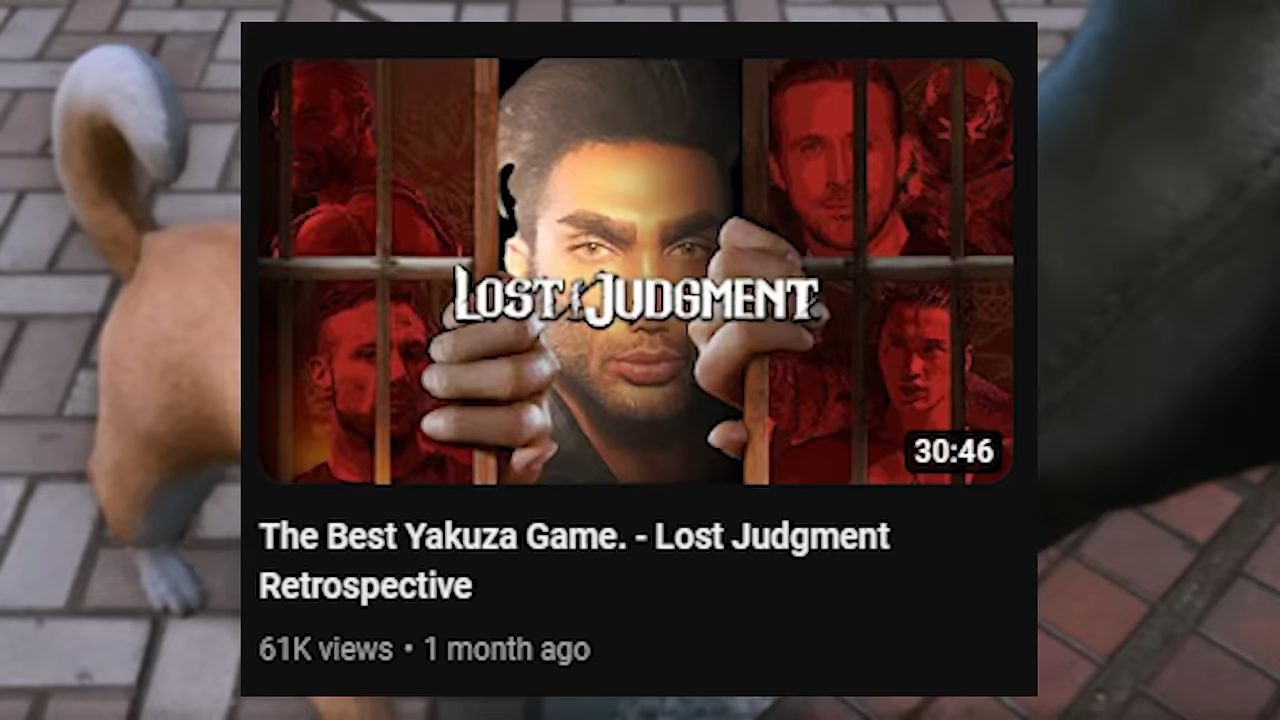 LOST JUDGMENT
30:46
The Best Yakuza Game. - Lost Judgment
Retrospective
61K views • 1 month ago